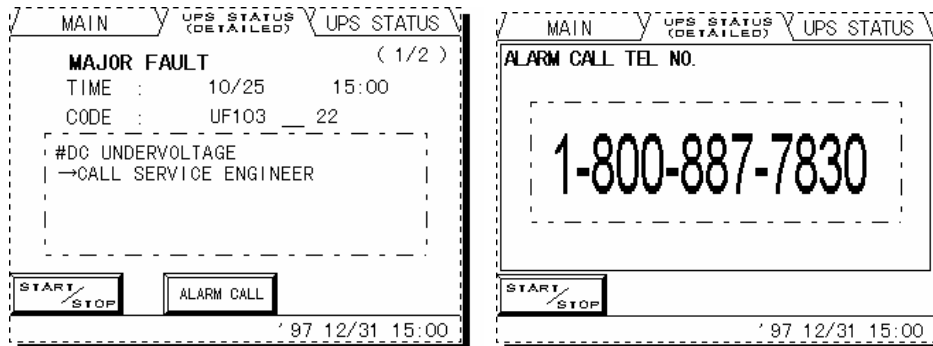 MAIN UPS STATUS (DETAILED) UPS STATUS
MAJOR FAULT ( 1/2 )
TIME : 10/25 15:00
CODE : UF103 __ 22
#DC UNDERVOLTAGE
→CALL SERVICE ENGINEER
START/STOP ALARM CALL
'97 12/31 15:00
MAIN UPS STATUS (DETAILED) UPS STATUS
ALARM CALL TEL NO.
1-800-887-7830
START/STOP
'97 12/31 15:00